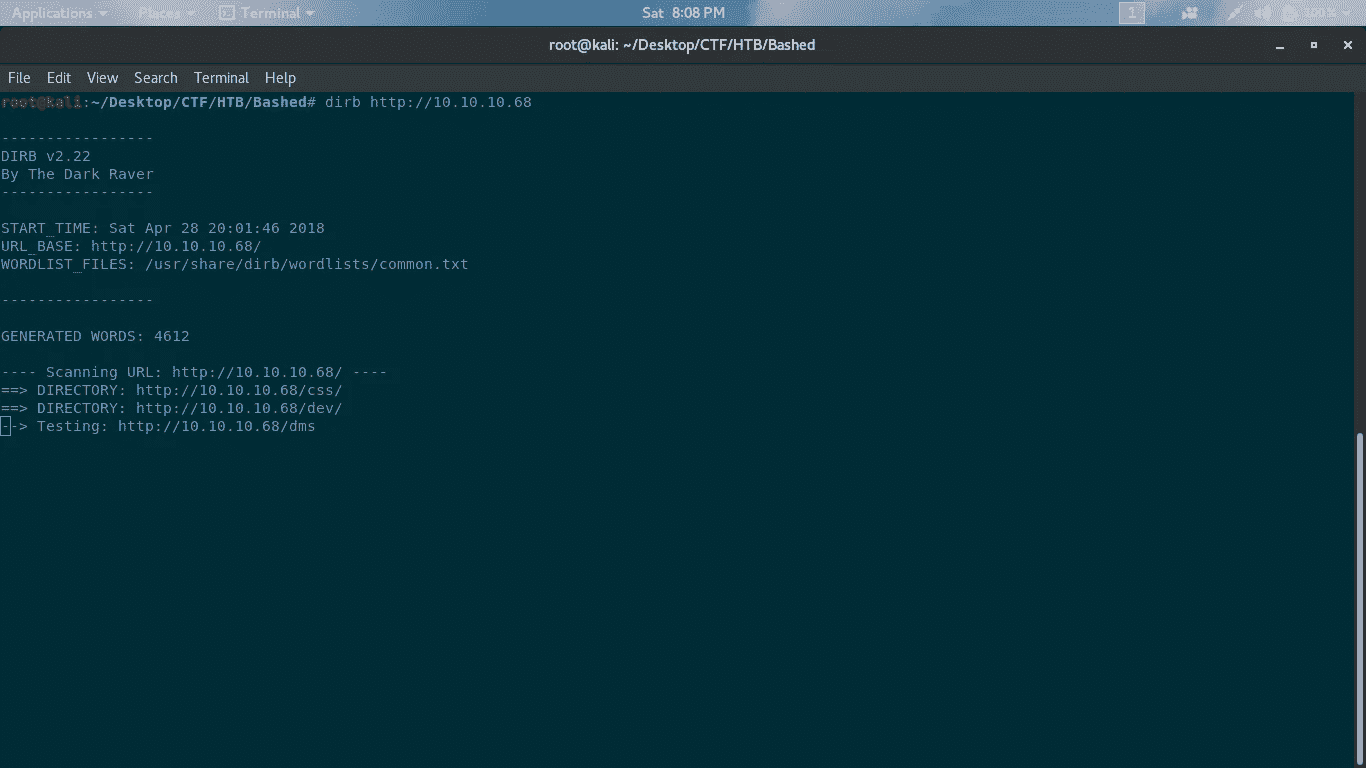 Applications Places Terminal Sat 8:08 PM 1 100%
root@kali: ~/Desktop/CTF/HTB/Bashed
File Edit View Search Terminal Help
root@kali:~/Desktop/CTF/HTB/Bashed# dirb http://10.10.10.68
-----------------
DIRB v2.22
By The Dark Raver
-----------------
START_TIME: Sat Apr 28 20:01:46 2018
URL_BASE: http://10.10.10.68/
WORDLIST_FILES: /usr/share/dirb/wordlists/common.txt
-----------------
GENERATED WORDS: 4612
---- Scanning URL: http://10.10.10.68/ ----
==> DIRECTORY: http://10.10.10.68/css/
==> DIRECTORY: http://10.10.10.68/dev/
--> Testing: http://10.10.10.68/dms